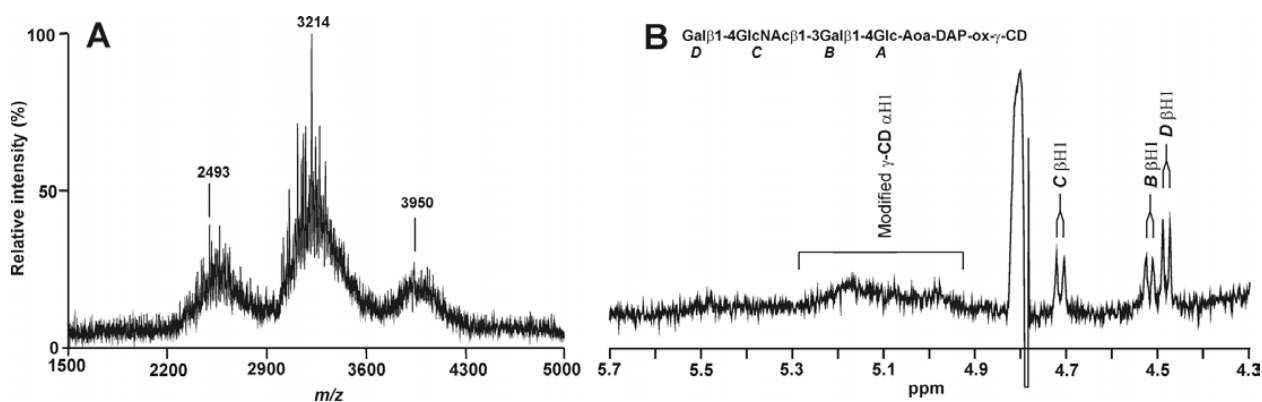 A
Relative intensity (%)
100
50
0
2493
3214
3950
1500 2200 2900 3600 4300 5000
m/z
B
Galβ1-4GlcNAcβ1-3Galβ1-4Glc-Aoa-DAP-ox-γ-CD
D C B A
Modified γ-CD αH1
C βH1
B βH1
D βH1
5.7 5.5 5.3 5.1 4.9 4.7 4.5 4.3
ppm